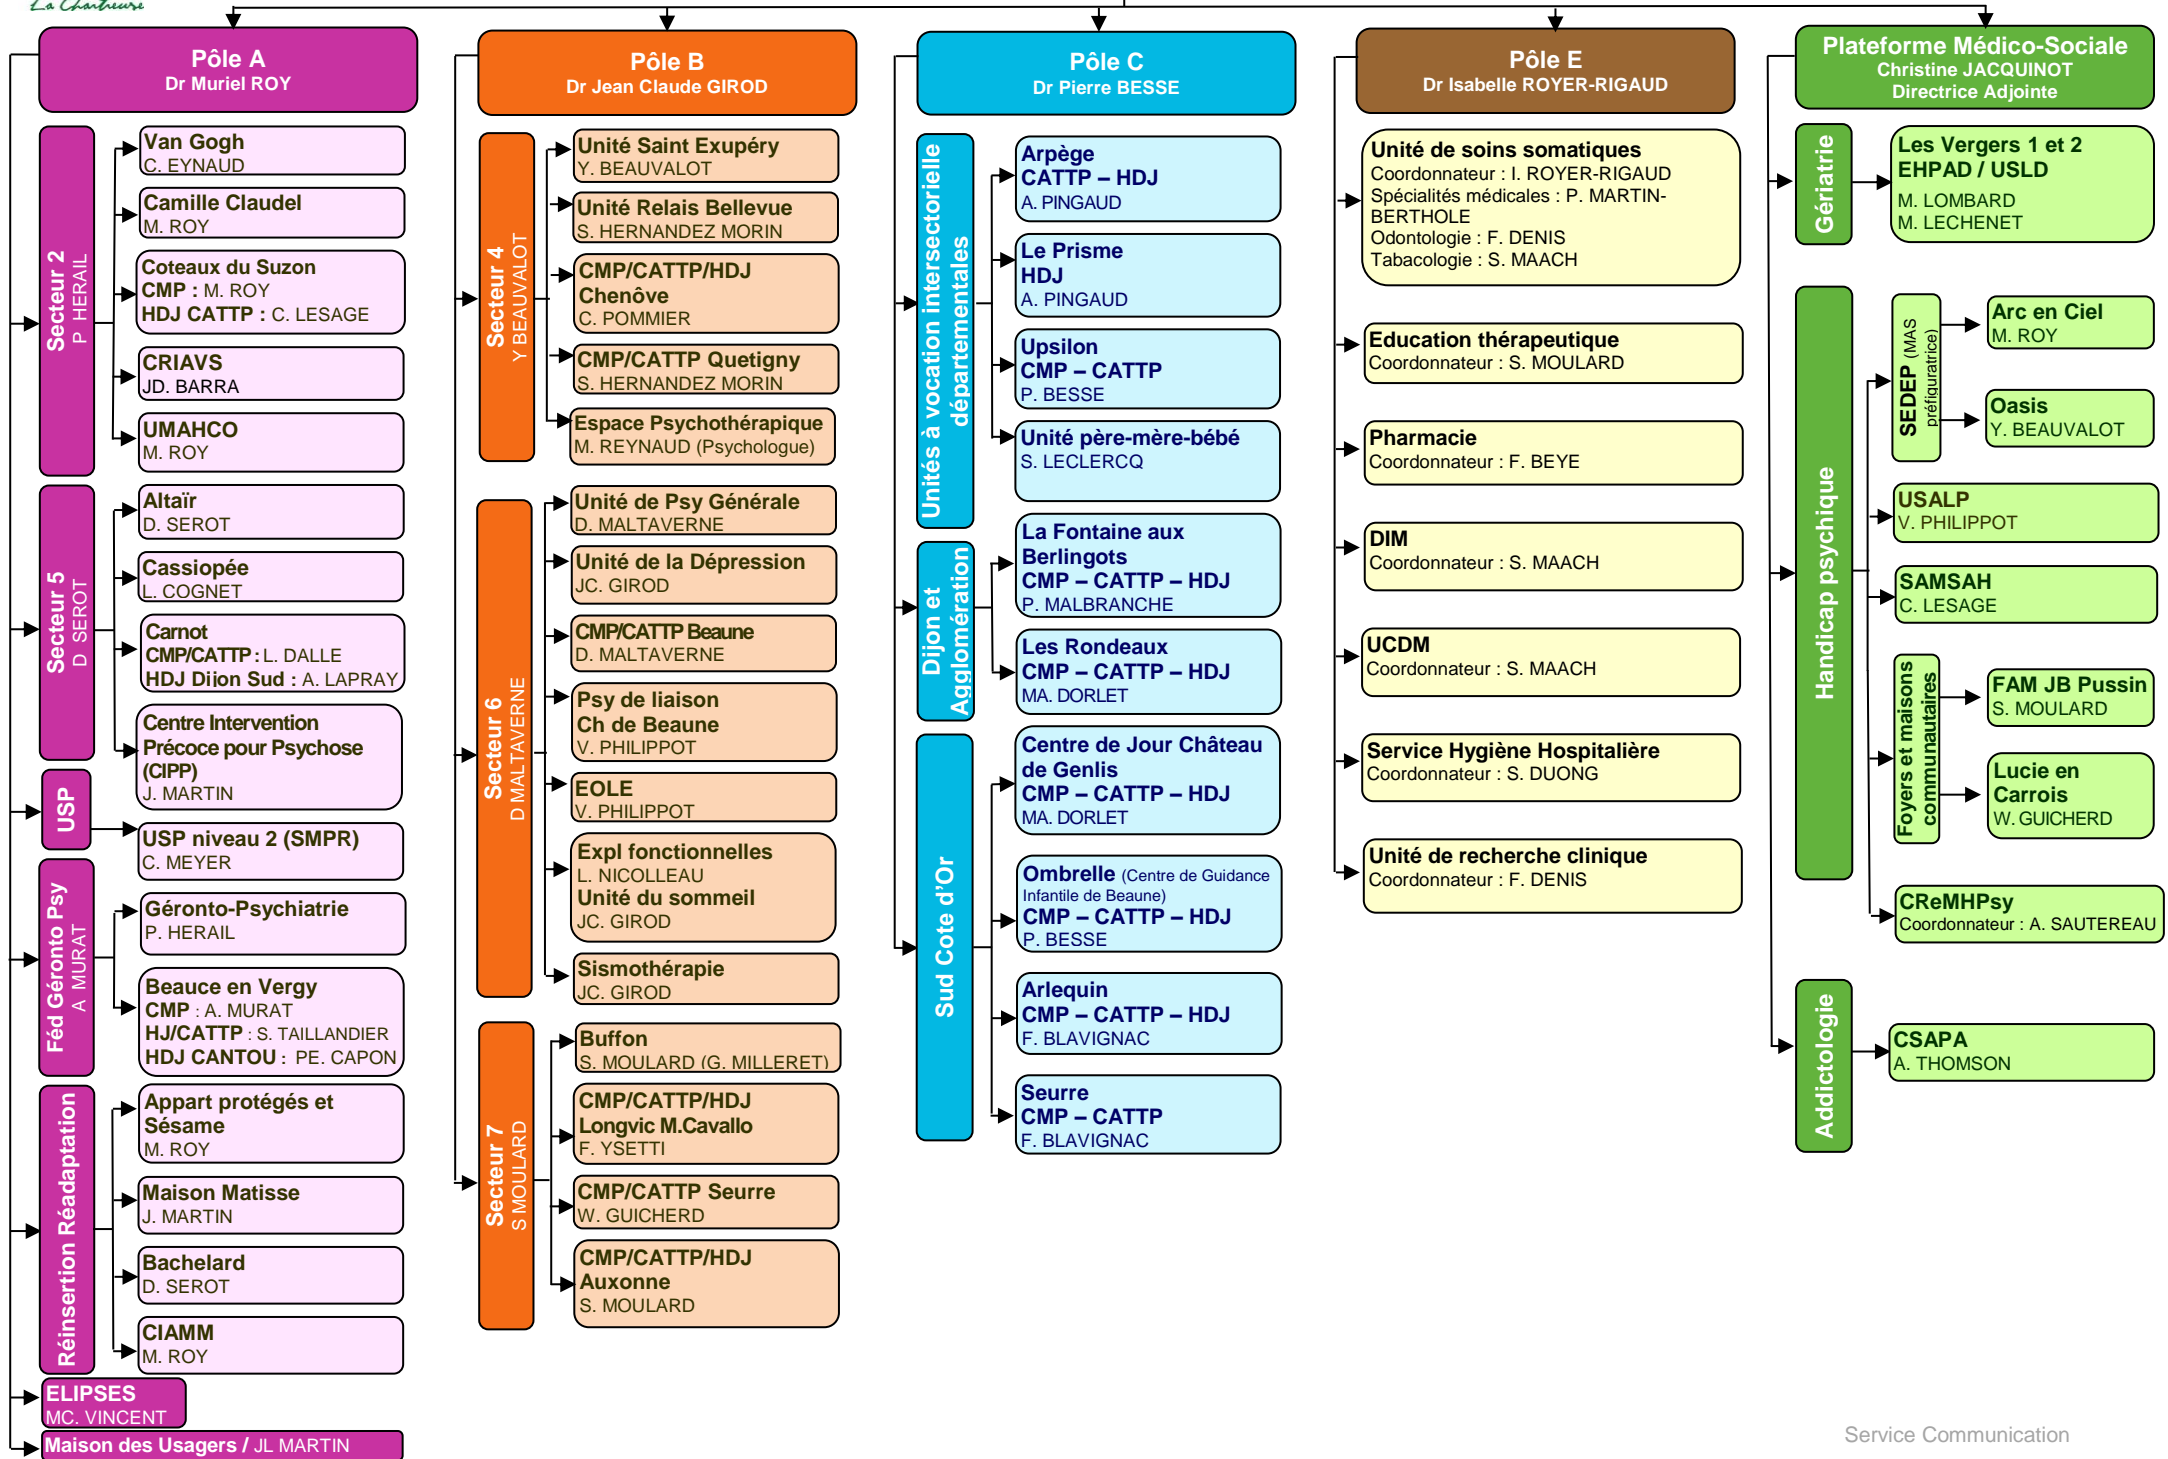 La Chartreuse
Pôle A
Dr Muriel ROY
Secteur 2
P HERAIL
Van Gogh
C. EYNAUD
Camille Claudel
M. ROY
Coteaux du Suzon
CMP : M. ROY
HDJ CATTP : C. LESAGE
CRIAVS
JD. BARRA
UMAHCO
M. ROY
Secteur 5
D SEROT
Altaïr
D. SEROT
Cassiopée
L. COGNET
Carnot
CMP/CATTP : L. DALLE
HDJ Dijon Sud : A. LAPRAY
Centre Intervention
Précoce pour Psychose
(CIPP)
J. MARTIN
USP
USP niveau 2 (SMPR)
C. MEYER
Féd Géronto Psy
A MURAT
Géronto-Psychiatrie
P. HERAIL
Beauce en Vergy
CMP : A. MURAT
HJ/CATTP : S. TAILLANDIER
HDJ CANTOU : PE. CAPON
Réinsertion Réadaptation
Appart protégés et
Sésame
M. ROY
Maison Matisse
J. MARTIN
Bachelard
D. SEROT
CIAMM
M. ROY
ELIPSES
MC. VINCENT
Maison des Usagers / JL MARTIN
Pôle B
Dr Jean Claude GIROD
Secteur 4
Y BEAUVALOT
Unité Saint Exupéry
Y. BEAUVALOT
Unité Relais Bellevue
S. HERNANDEZ MORIN
CMP/CATTP/HDJ
Chenôve
C. POMMIER
CMP/CATTP Quetigny
S. HERNANDEZ MORIN
Espace Psychothérapique
M. REYNAUD (Psychologue)
Secteur 6
D MALTAVERNE
Unité de Psy Générale
D. MALTAVERNE
Unité de la Dépression
JC. GIROD
CMP/CATTP Beaune
D. MALTAVERNE
Psy de liaison
Ch de Beaune
V. PHILIPPOT
EOLE
V. PHILIPPOT
Expl fonctionnelles
L. NICOLLEAU
Unité du sommeil
JC. GIROD
Sismothérapie
JC. GIROD
Secteur 7
S MOULARD
Buffon
S. MOULARD (G. MILLERET)
CMP/CATTP/HDJ
Longvic M.Cavallo
F. YSETTI
CMP/CATTP Seurre
W. GUICHERD
CMP/CATTP/HDJ
Auxonne
S. MOULARD
Pôle C
Dr Pierre BESSE
Unités à vocation intersectorielle
départementales
Arpège
CATTP – HDJ
A. PINGAUD
Le Prisme
HDJ
A. PINGAUD
Upsilon
CMP – CATTP
P. BESSE
Unité père-mère-bébé
S. LECLERCQ
Dijon et
Agglomération
La Fontaine aux
Berlingots
CMP – CATTP – HDJ
P. MALBRANCHE
Les Rondeaux
CMP – CATTP – HDJ
MA. DORLET
Sud Cote d'Or
Centre de Jour Château
de Genlis
CMP – CATTP – HDJ
MA. DORLET
Ombrelle (Centre de Guidance
Infantile de Beaune)
CMP – CATTP – HDJ
P. BESSE
Arlequin
CMP – CATTP – HDJ
F. BLAVIGNAC
Seurre
CMP – CATTP
F. BLAVIGNAC
Pôle E
Dr Isabelle ROYER-RIGAUD
Unité de soins somatiques
Coordonnateur : I. ROYER-RIGAUD
Spécialités médicales : P. MARTIN-
BERTHOLE
Odontologie : F. DENIS
Tabacologie : S. MAACH
Education thérapeutique
Coordonnateur : S. MOULARD
Pharmacie
Coordonnateur : F. BEYE
DIM
Coordonnateur : S. MAACH
UCDM
Coordonnateur : S. MAACH
Service Hygiène Hospitalière
Coordonnateur : S. DUONG
Unité de recherche clinique
Coordonnateur : F. DENIS
Plateforme Médico-Sociale
Christine JACQUINOT
Directrice Adjointe
Gériatrie
Les Vergers 1 et 2
EHPAD / USLD
M. LOMBARD
M. LECHENET
Handicap psychique
SEDEP (MAS
préfiguratrice)
Arc en Ciel
M. ROY
Oasis
Y. BEAUVALOT
USALP
V. PHILIPPOT
SAMSAH
C. LESAGE
Foyers et maisons
communautaires
FAM JB Pussin
S. MOULARD
Lucie en
Carrois
W. GUICHERD
CReMHPsy
Coordonnateur : A. SAUTEREAU
Addictologie
CSAPA
A. THOMSON
Service Communication